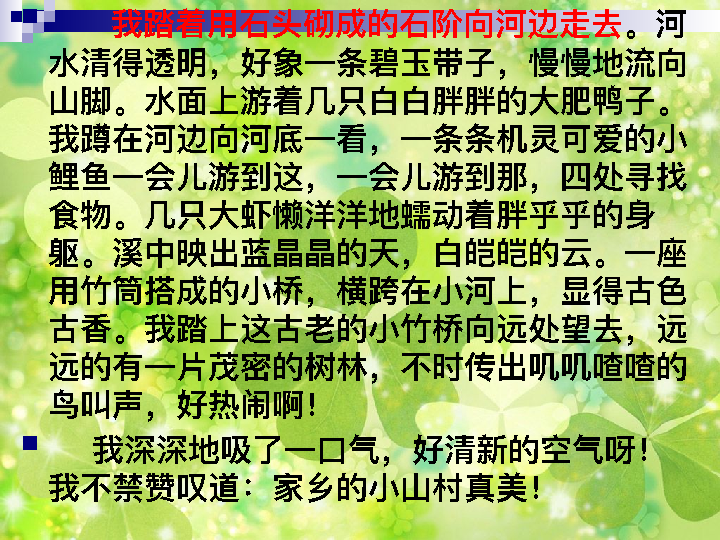 我踏着用石头砌成的石阶向河边走去。河
水清得透明，好象一条碧玉带子，慢慢地流向
山脚。水面上游着几只白白胖胖的大肥鸭子。
我蹲在河边向河底一看，一条条机灵可爱的小
鲤鱼一会儿游到这，一会儿游到那，四处寻找
食物。几只大虾懒洋洋地蠕动着胖乎乎的身
躯。溪中映出蓝晶晶的天，白皑皑的云。一座
用竹筒搭成的小桥，横跨在小河上，显得古色
古香。我踏上这古老的小竹桥向远处望去，远
远的有一片茂密的树林，不时传出叽叽喳喳的
鸟叫声，好热闹啊！
我深深地吸了一口气，好清新的空气呀！
我不禁赞叹道：家乡的小山村真美！